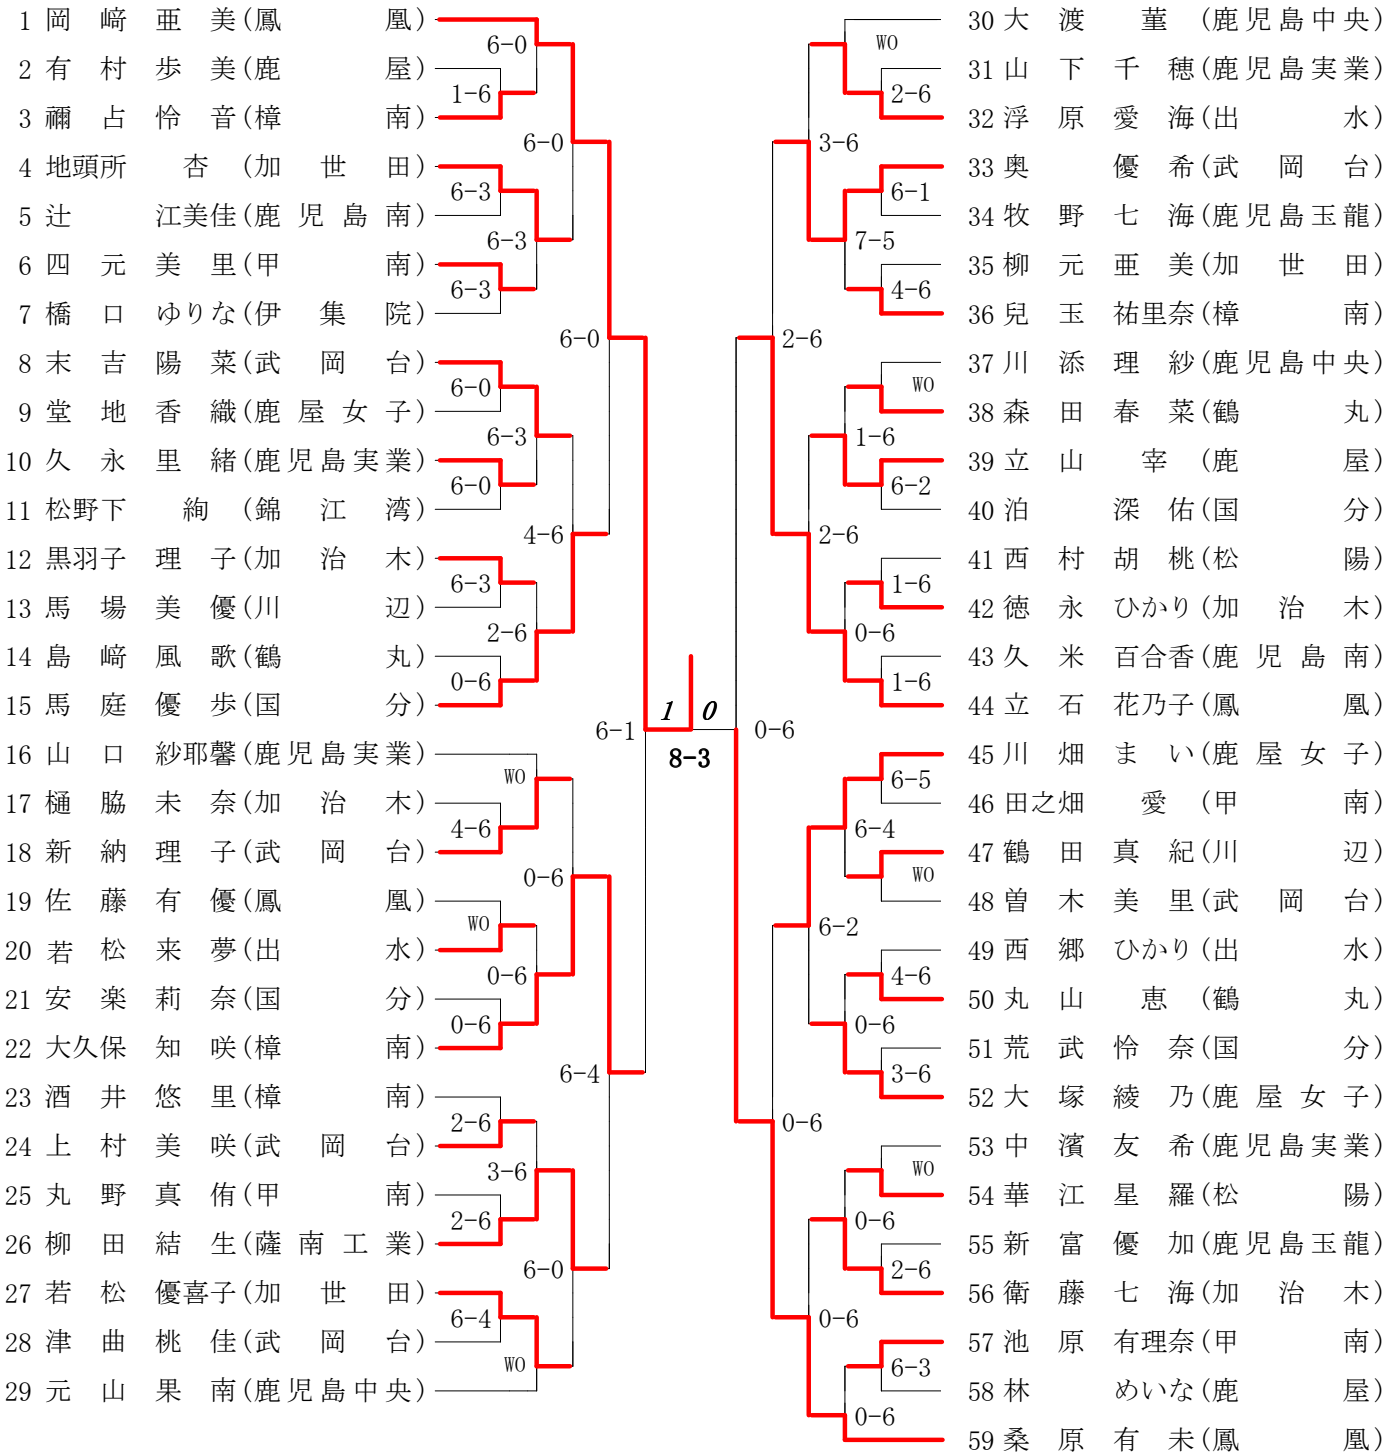 1 岡﨑亜美(鳳凰)
6-0
2 有村歩美(鹿屋)
1-6
3 禰占怜音(樟南)
6-0
4 地頭所杏(加世田)
6-3
5 辻江美佳(鹿児島南)
6-3
6 四元美里(甲南)
6-3
7 橋口ゆりな(伊集院)
6-0
8 末吉陽菜(武岡台)
6-0
9 堂地香織(鹿屋女子)
6-3
10 久永里緒(鹿児島実業)
6-0
11 松野下絢(錦江湾)
4-6
12 黒羽子理子(加治木)
6-3
13 馬場美優(川辺)
2-6
14 島﨑風歌(鶴丸)
0-6
15 馬庭優歩(国分)
6-1
16 山口紗耶馨(鹿児島実業)
WO
17 樋脇未奈(加治木)
4-6
18 新納理子(武岡台)
0-6
19 佐藤有優(鳳凰)
WO
20 若松来夢(出水)
0-6
21 安楽莉奈(国分)
0-6
22 大久保知咲(樟南)
6-4
23 酒井悠里(樟南)
2-6
24 上村美咲(武岡台)
3-6
25 丸野真侑(甲南)
2-6
26 柳田結生(薩南工業)
6-0
27 若松優喜子(加世田)
6-4
28 津曲桃佳(武岡台)
WO
29 元山果南(鹿児島中央)
1 0
8-3
30 大渡菫(鹿児島中央)
WO
31 山下千穂(鹿児島実業)
2-6
32 浮原愛海(出水)
3-6
33 奥優希(武岡台)
6-1
34 牧野七海(鹿児島玉龍)
7-5
35 柳元亜美(加世田)
4-6
36 兒玉祐里奈(樟南)
2-6
37 川添理紗(鹿児島中央)
WO
38 森田春菜(鶴丸)
1-6
39 立山宰(鹿屋)
6-2
40 泊深佑(国分)
2-6
41 西村胡桃(松陽)
1-6
42 徳永ひかり(加治木)
0-6
43 久米百合香(鹿児島南)
1-6
44 立石花乃子(鳳凰)
0-6
45 川畑まい(鹿屋女子)
6-5
46 田之畑愛(甲南)
6-4
47 鶴田真紀(川辺)
WO
48 曽木美里(武岡台)
6-2
49 西郷ひかり(出水)
4-6
50 丸山恵(鶴丸)
0-6
51 荒武怜奈(国分)
3-6
52 大塚綾乃(鹿屋女子)
0-6
53 中濱友希(鹿児島実業)
WO
54 華江星羅(松陽)
0-6
55 新富優加(鹿児島玉龍)
2-6
56 衛藤七海(加治木)
0-6
57 池原有理奈(甲南)
6-3
58 林めいな(鹿屋)
0-6
59 桑原有未(鳳凰)